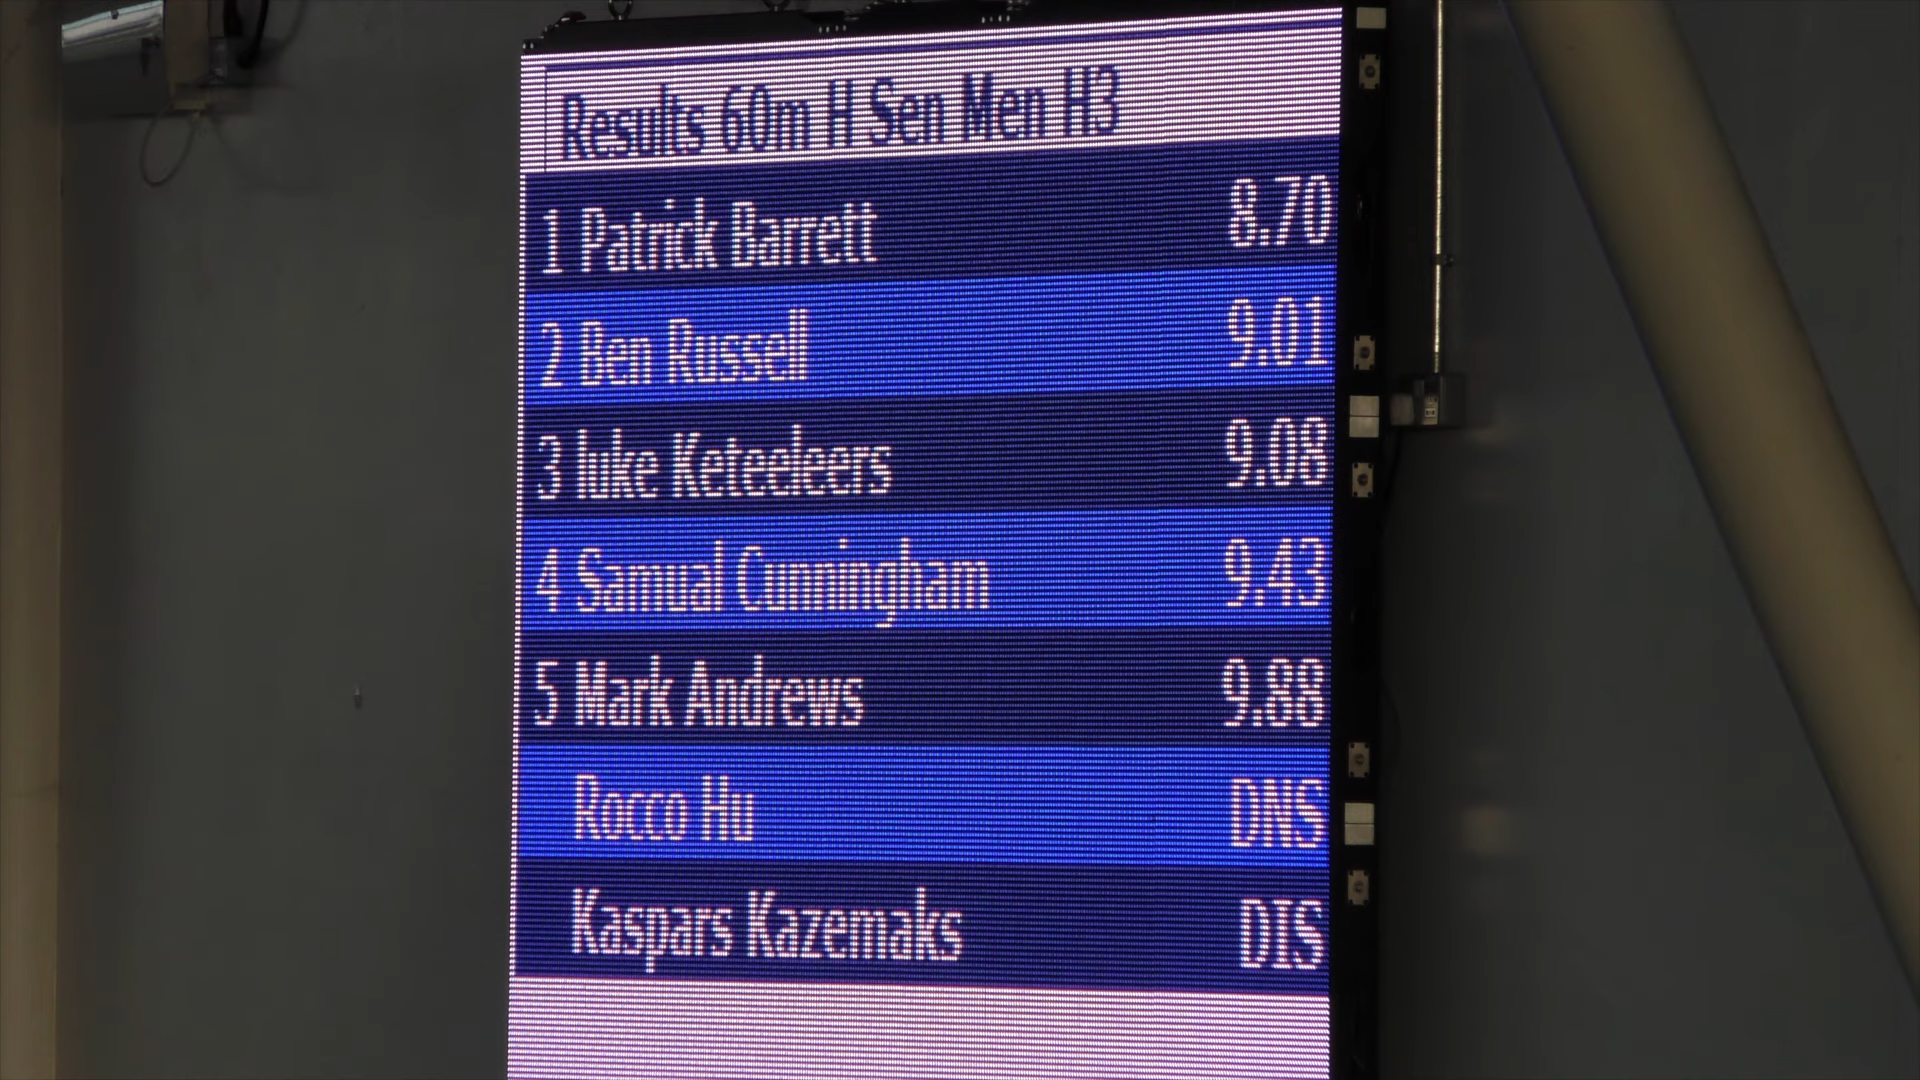 Results 60m H Sen Men H3
1 Patrick Barrett 8.70
2 Ben Russell 9.01
3 luke Keteeleers 9.08
4 Samual Cunningham 9.43
5 Mark Andrews 9.88
Rocco Hu DNS
Kaspars Kazemaks DIS